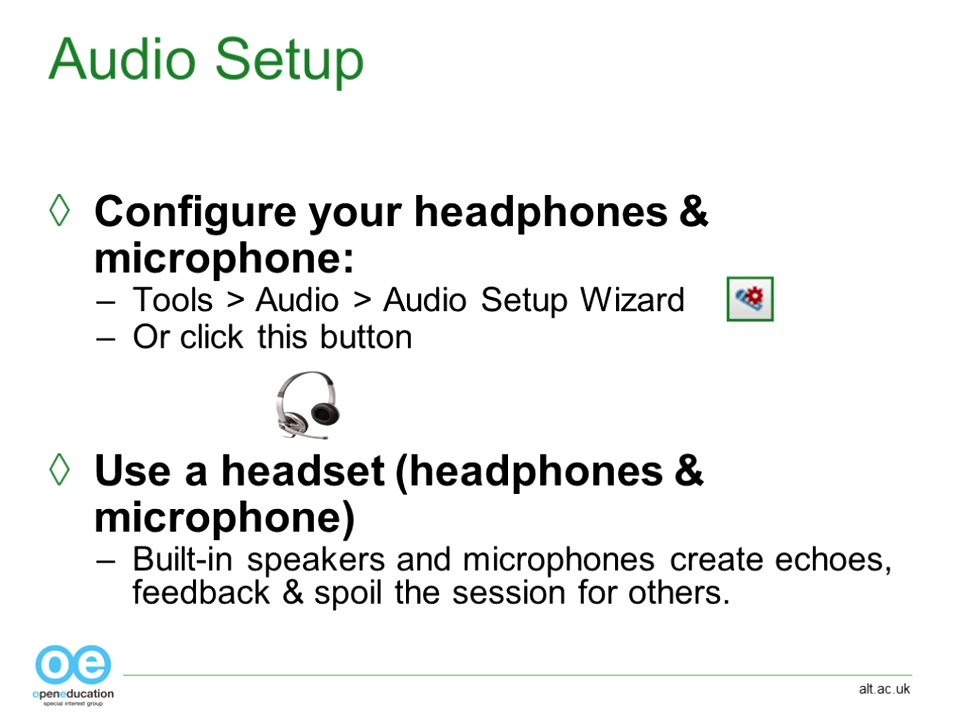 Audio Setup
◊ Configure your headphones &
microphone:
– Tools > Audio > Audio Setup Wizard
– Or click this button
◊ Use a headset (headphones &
microphone)
– Built-in speakers and microphones create echoes,
feedback & spoil the session for others.
oe
openeducation
special interest group
alt.ac.uk